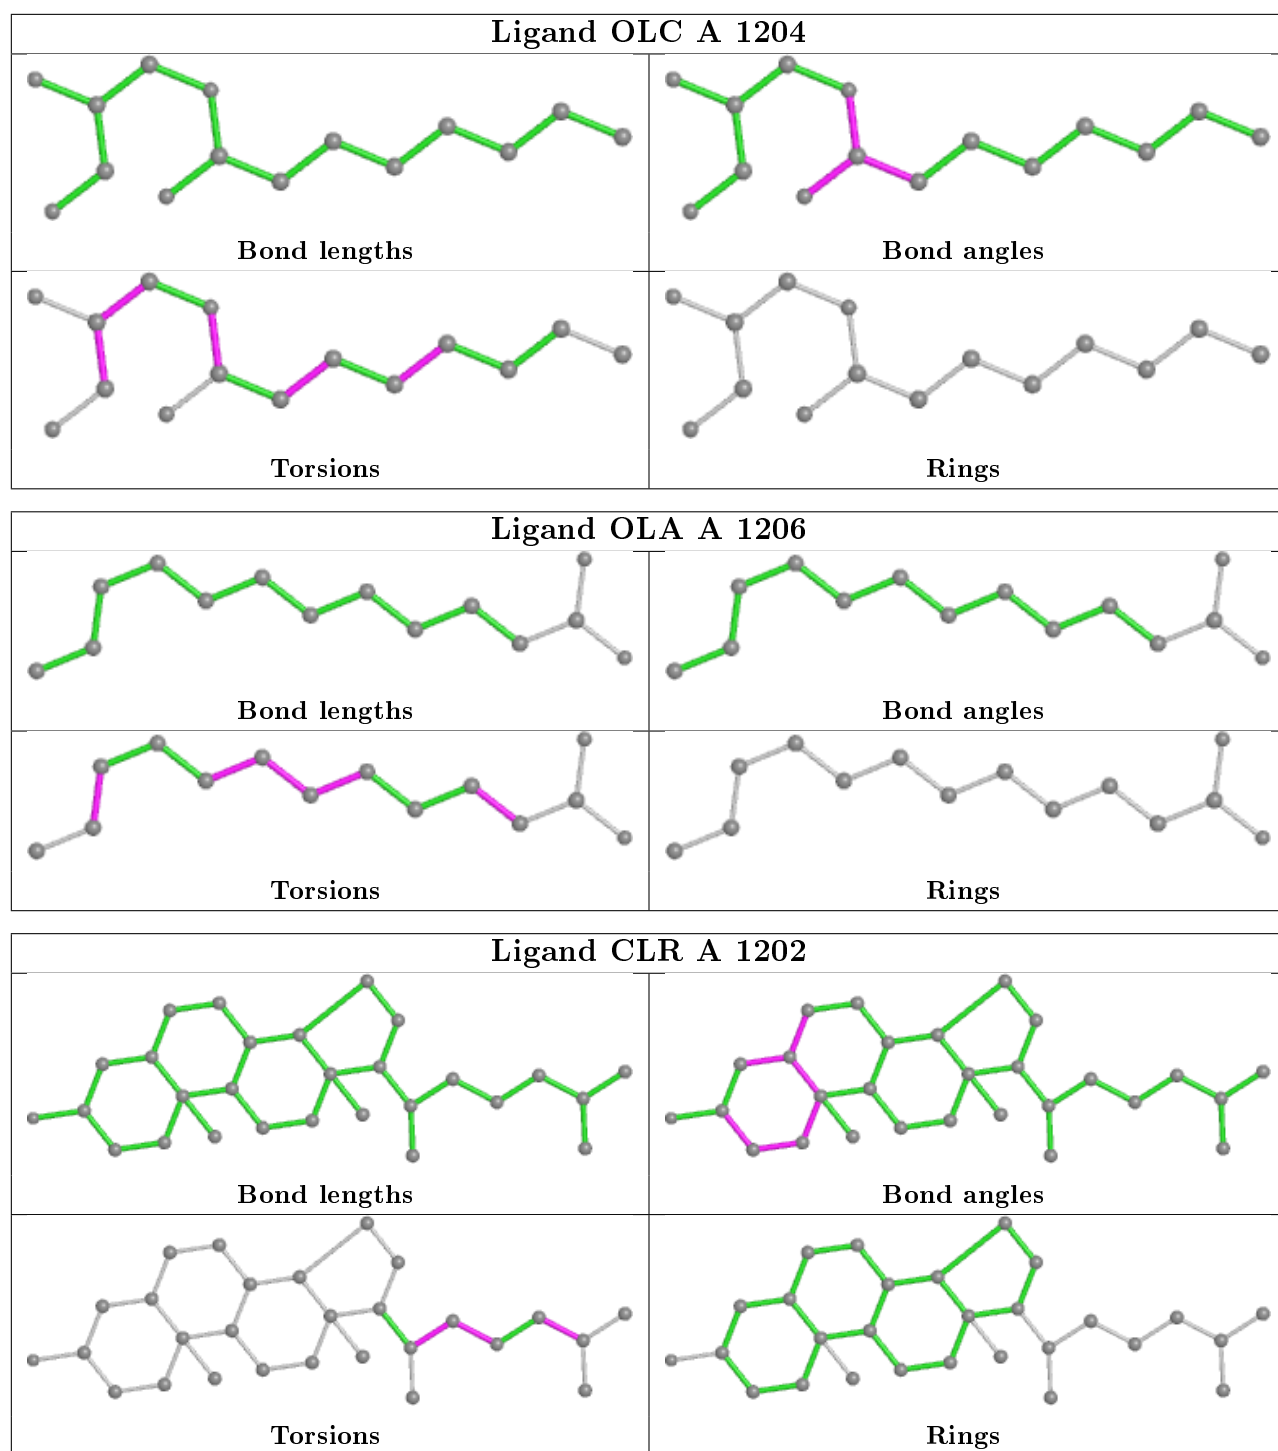 Ligand OLC A 1204
Bond lengths
Bond angles
Torsions
Rings
Ligand OLA A 1206
Bond lengths
Bond angles
Torsions
Rings
Ligand CLR A 1202
Bond lengths
Bond angles
Torsions
Rings